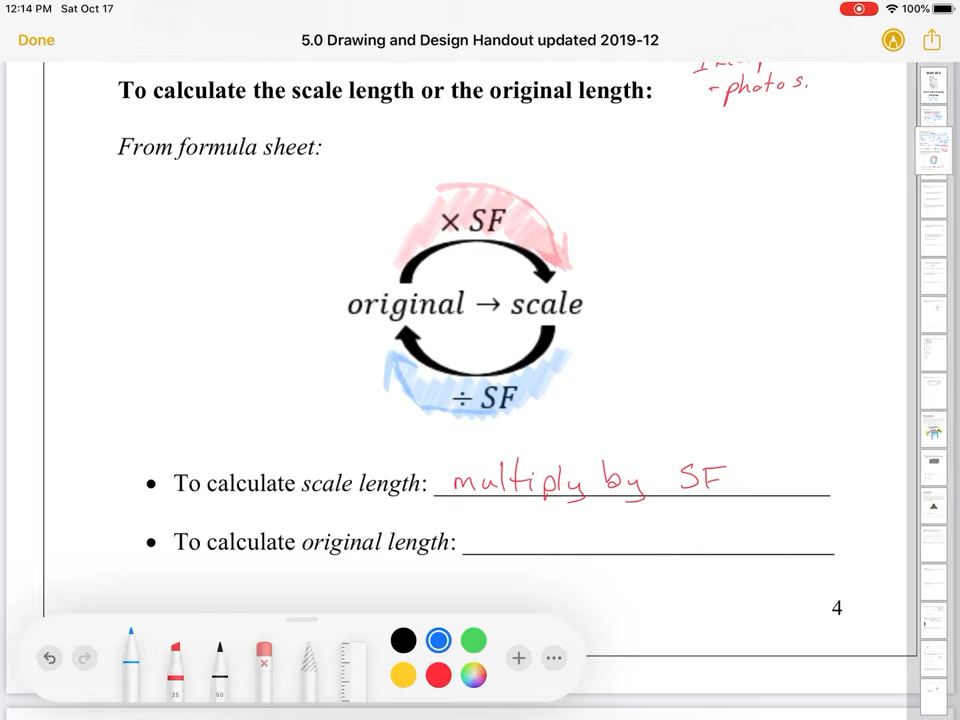 12:14 PM Sat Oct 17
100%
Done
5.0 Drawing and Design Handout updated 2019-12
- photos.
To calculate the scale length or the original length:
From formula sheet:
× SF
original → scale
÷ SF
• To calculate scale length: multiply by SF
• To calculate original length:
4
25
50